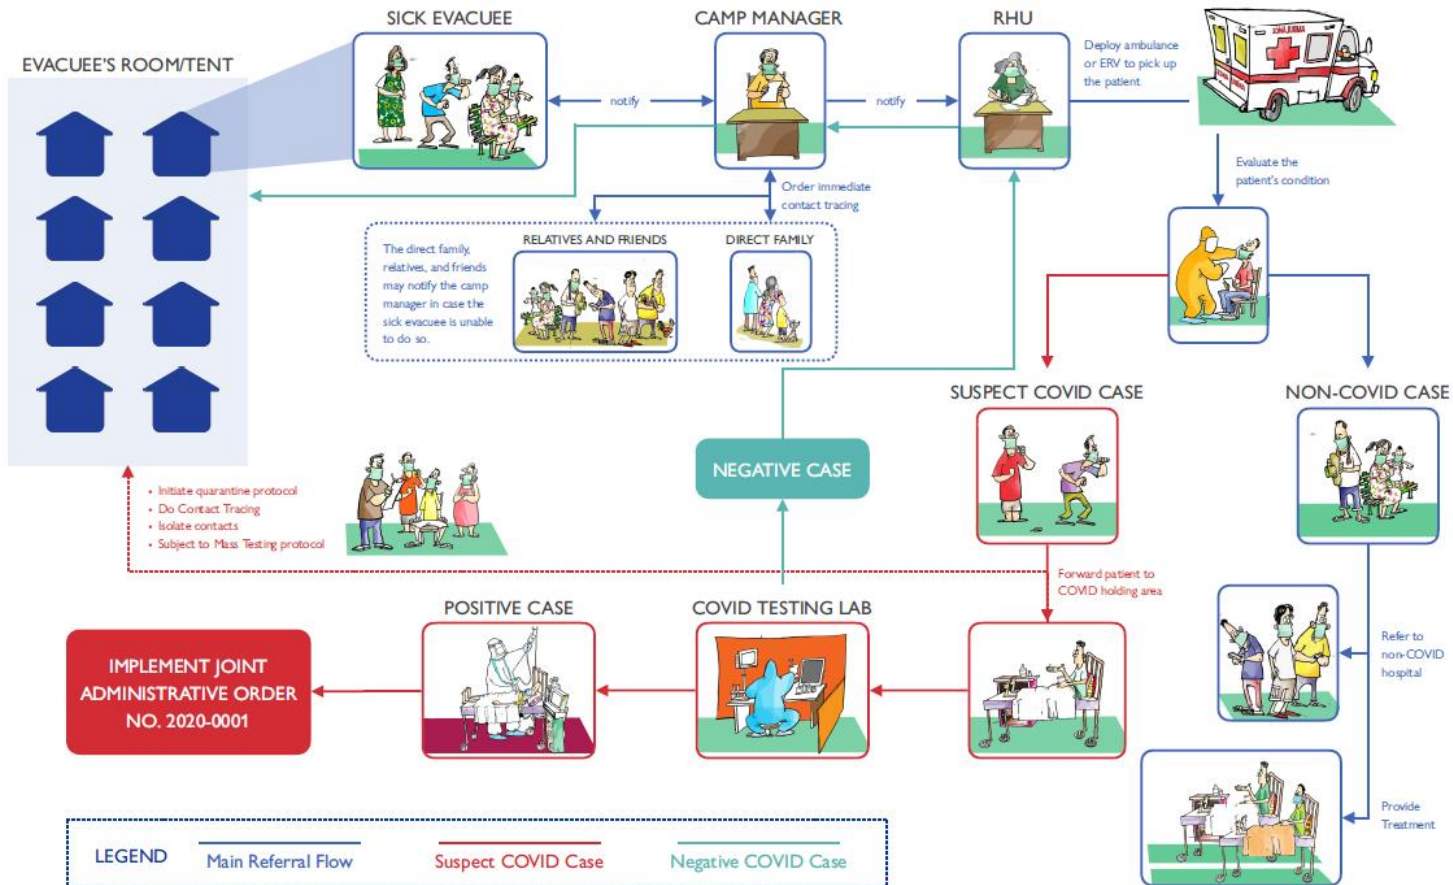 SICK EVACUEE
CAMP MANAGER
RHU
EVACUEE'S ROOM/TENT
Deploy ambulance
or ERV to pick up
the patient
notify
notify
Evaluate the
patient's condition
Order immediate
contact tracing
The direct family,
relatives, and friends
may notify the camp
manager in case the
sick evacuee is unable
to do so.
RELATIVES AND FRIENDS
DIRECT FAMILY
SUSPECT COVID CASE
NON-COVID CASE
NEGATIVE CASE
• Initiate quarantine protocol
• Do Contact Tracing
• Isolate contacts
• Subject to Mass Testing protocol
Forward patient to
COVID holding area
POSITIVE CASE
COVID TESTING LAB
IMPLEMENT JOINT
ADMINISTRATIVE ORDER
NO. 2020-0001
Refer to
non-COVID
hospital
Provide
Treatment
LEGEND
Main Referral Flow
Suspect COVID Case
Negative COVID Case